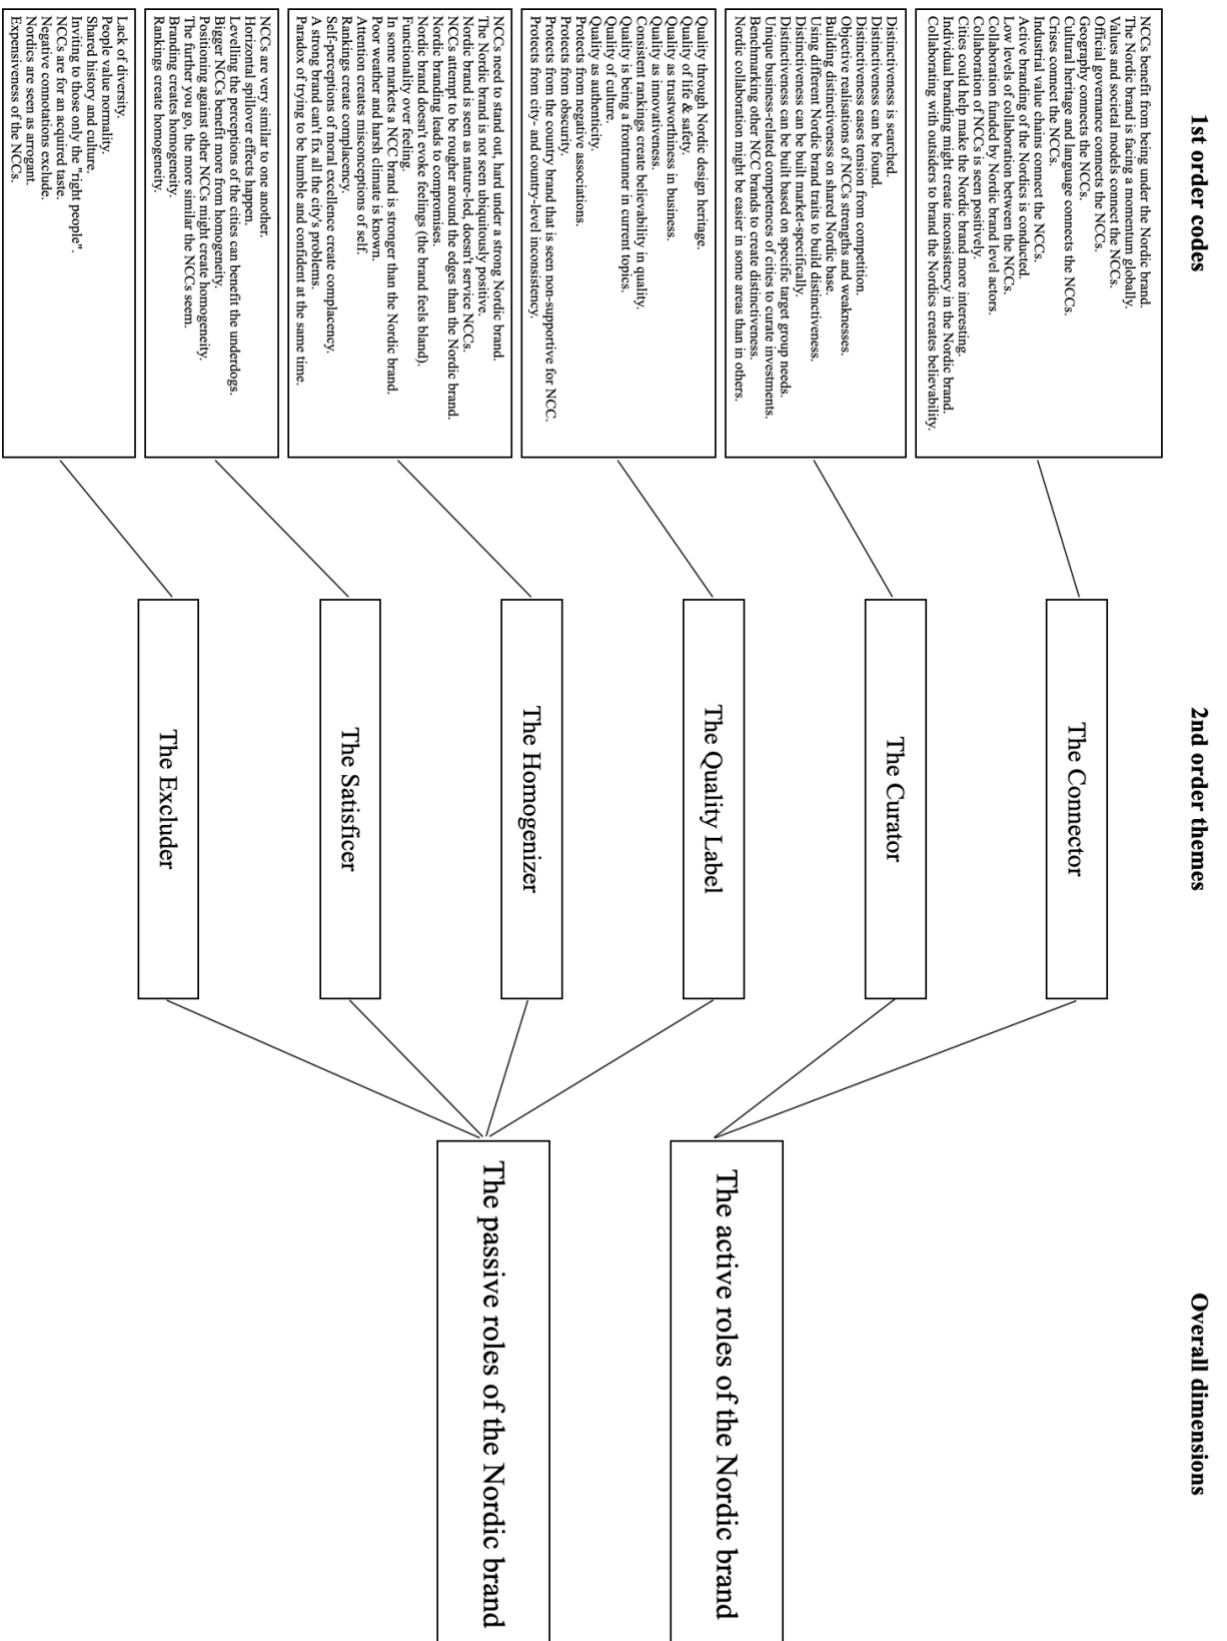 1st order codes
2nd order themes
Overall dimensions
NCCs benefit from being under the Nordic brand.
The Nordic brand is facing a momentum globally.
Values and societal models connect the NCCs.
Official governance connects the NCCs.
Geography connects the NCCs.
Cultural heritage and language connects the NCCs.
Crises connect the NCCs.
Industrial value chains connect the NCCs.
Active branding of the Nordics is conducted.
Low levels of collaboration between the NCCs.
Collaboration funded by Nordic brand level actors.
Collaboration of NCCs is seen positively.
Cities could help make the Nordic brand more interesting.
Individual branding might create inconsistency in the Nordic brand.
Collaborating with outsiders to brand the Nordics creates believability.
The Connector
Distinctiveness is searched.
Distinctiveness can be found.
Distinctiveness eases tension from competition.
Objective realisations of NCCs strengths and weaknesses.
Building distinctiveness on shared Nordic base.
Using different Nordic brand traits to build distinctiveness.
Distinctiveness can be built market-specifically.
Distinctiveness can be built based on specific target group needs.
Unique business-related competences of cities to curate investments.
Benchmarking other NCC brands to create distinctiveness.
Nordic collaboration might be easier in some areas than in others.
The Curator
Quality through Nordic design heritage.
Quality of life & safety.
Quality as trustworthiness in business.
Quality as innovativeness.
Consistent rankings create believability in quality.
Quality is being a frontrunner in current topics.
Quality of culture.
Quality as authenticity.
Protects from negative associations.
Protects from obscurity.
Protects from the country brand that is seen non-supportive for NCC.
Protects from city- and country-level inconsistency.
The Quality Label
NCCs need to stand out, hard under a strong Nordic brand.
The Nordic brand is not seen ubiquitously positive.
Nordic brand is seen as nature-led, doesn't service NCCs.
NCCs attempt to be rougher around the edges than the Nordic brand.
Nordic branding leads to compromises.
Nordic brand doesn't evoke feelings (the brand feels bland).
Functionality over feeling.
In some markets a NCC brand is stronger than the Nordic brand.
Poor weather and harsh climate is known.
Attention creates misconceptions of self.
Rankings create complacency.
Self-perceptions of moral excellence create complacency.
A strong brand can't fix all the city's problems.
Paradox of trying to be humble and confident at the same time.
The Homogenizer
NCCs are very similar to one another.
Horizontal spillover effects happen.
Levelling the perceptions of the cities can benefit the underdogs.
Bigger NCCs benefit more from homogeneity.
Positioning against other NCCs might create homogeneity.
The further you go, the more similar the NCCs seem.
Branding creates homogeneity.
Rankings create homogeneity.
The Satisficer
Lack of diversity.
People value normality.
Shared history and culture.
Inviting to those only the "right people".
NCCs are for an acquired taste.
Negative connotations exclude.
Nordics are seen as arrogant.
Expensiveness of the NCCs.
The Excluder
The active roles of the Nordic brand
The passive roles of the Nordic brand